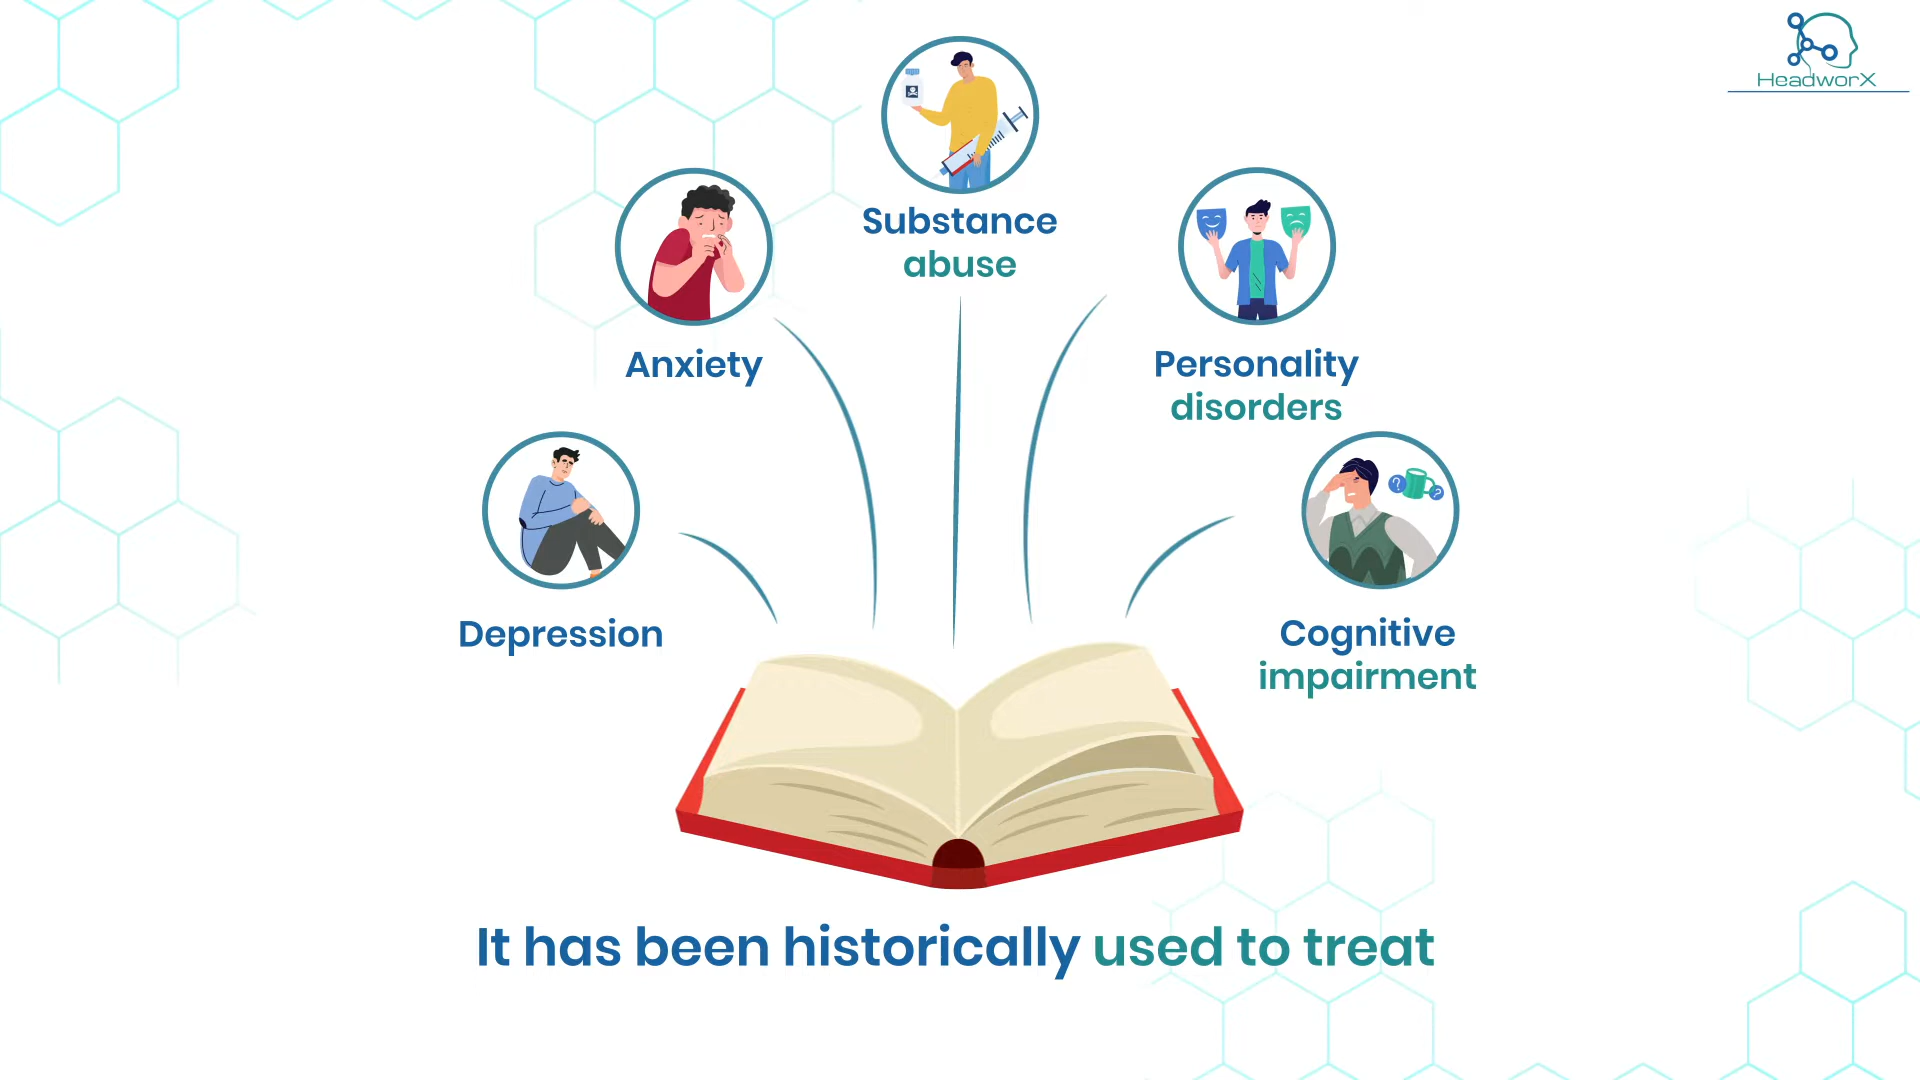 HeadworX
Substance
abuse
Anxiety
Personality
disorders
Depression
Cognitive
impairment
It has been historically used to treat